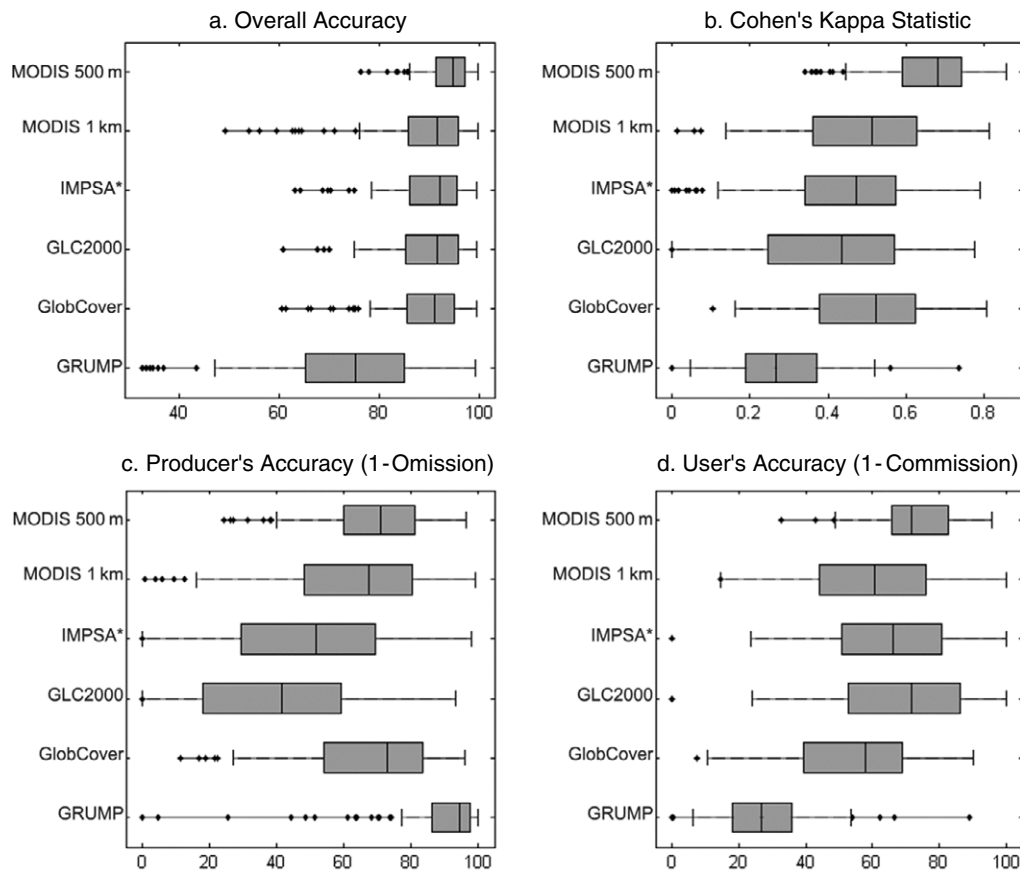 a. Overall Accuracy
MODIS 500 m
MODIS 1 km
IMPSA*
GLC2000
GlobCover
GRUMP
40 60 80 100
b. Cohen's Kappa Statistic
MODIS 500 m
MODIS 1 km
IMPSA*
GLC2000
GlobCover
GRUMP
0 0.2 0.4 0.6 0.8
c. Producer's Accuracy (1-Omission)
MODIS 500 m
MODIS 1 km
IMPSA*
GLC2000
GlobCover
GRUMP
0 20 40 60 80 100
d. User's Accuracy (1-Commission)
MODIS 500 m
MODIS 1 km
IMPSA*
GLC2000
GlobCover
GRUMP
0 20 40 60 80 100